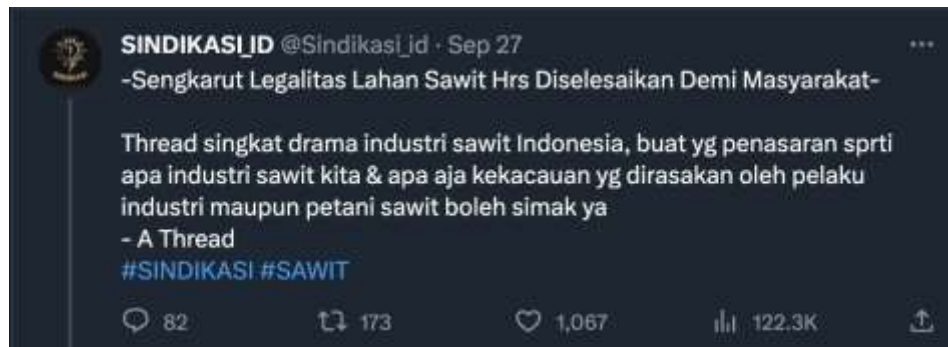 SINDIKASI_ID @Sindikasi_id · Sep 27
-Sengkarut Legalitas Lahan Sawit Hrs Diselesaikan Demi Masyarakat-
Thread singkat drama industri sawit Indonesia, buat yg penasaran sprti
apa industri sawit kita & apa aja kekacauan yg dirasakan oleh pelaku
industri maupun petani sawit boleh simak ya
- A Thread
#SINDIKASI #SAWIT
82 173 1,067 122.3K